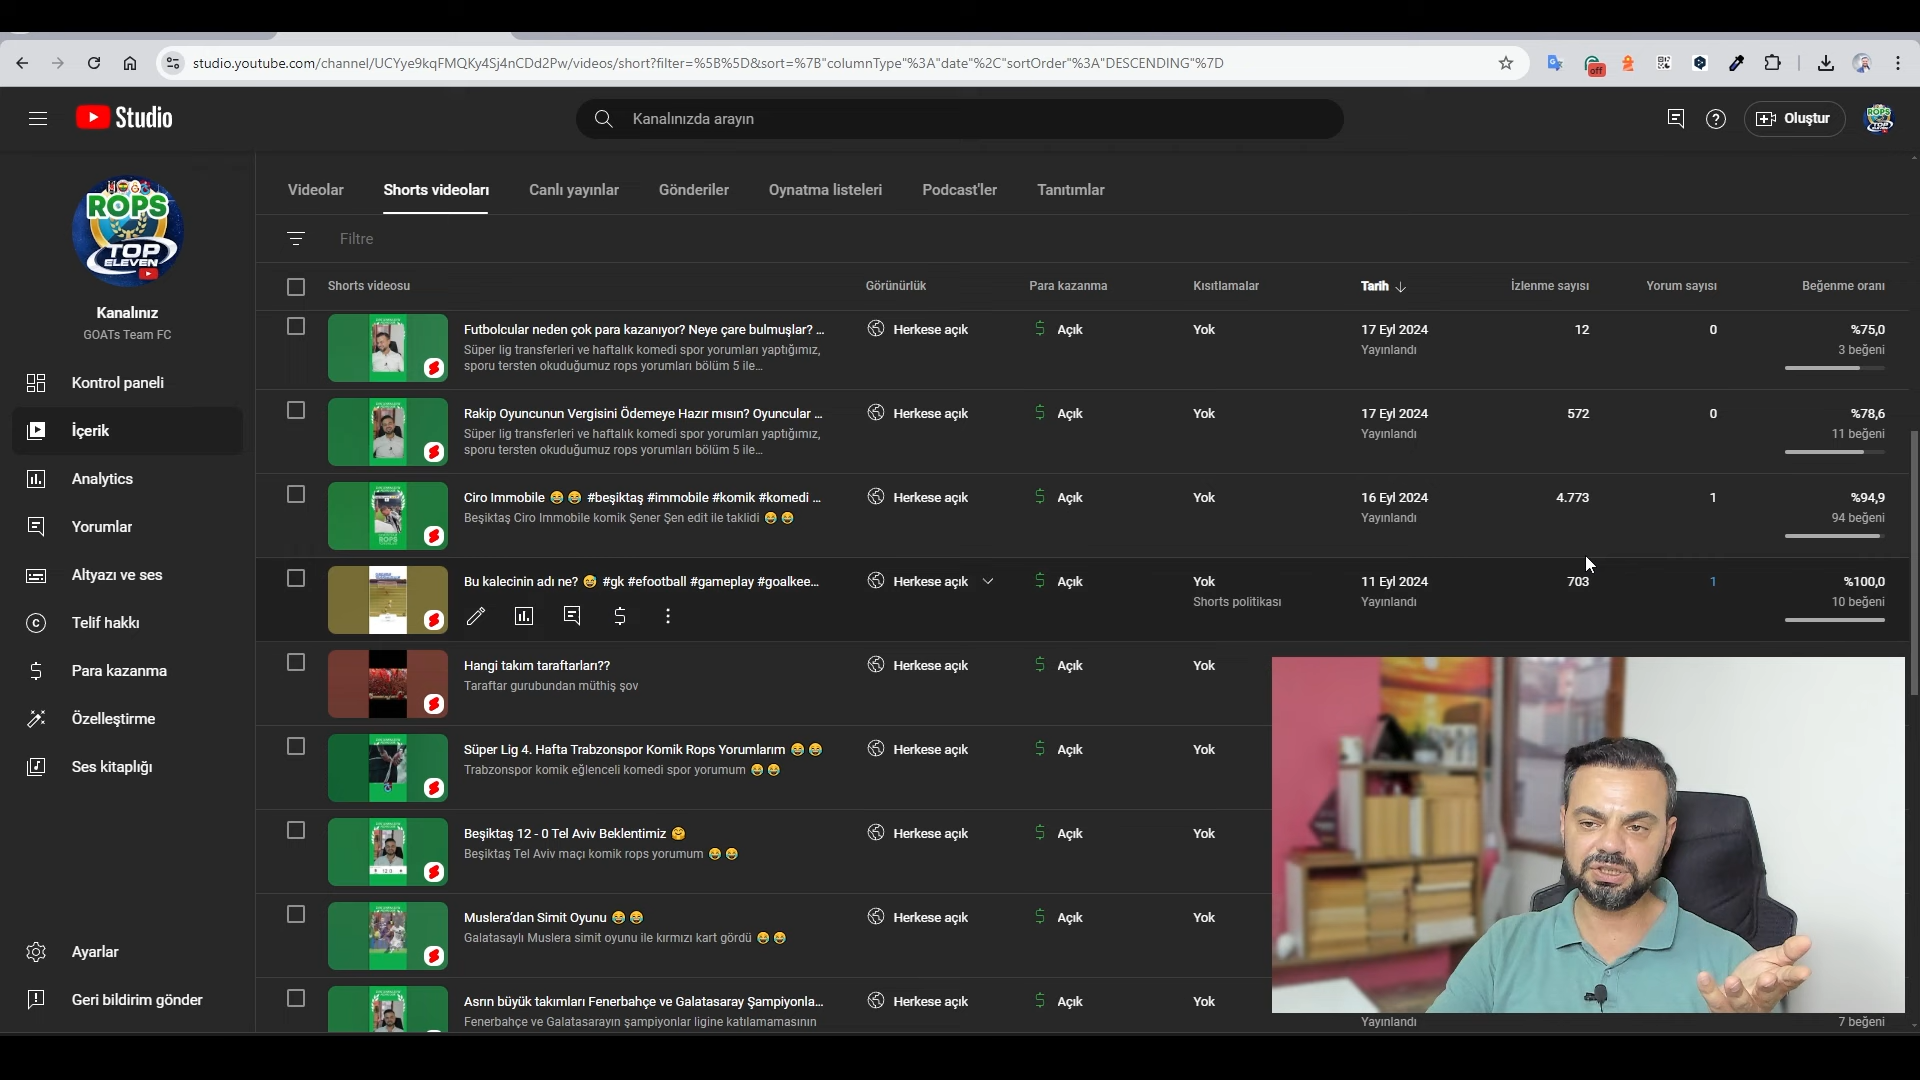 studio.youtube.com/channel/UCYye9kqFMQKy4Sj4nCDd2Pw/videos/short?filter=%5B%5D&sort=%7B"columnType"%3A"date"%2C"sortOrder"%3A"DESCENDING"%7D
off
Studio
Kanalınızda arayın
Oluştur
ROPS
TOP
ELEVEN
Kanalınız
GOATs Team FC
Kontrol paneli
İçerik
Analytics
Yorumlar
Altyazı ve ses
Telif hakkı
Para kazanma
Özelleştirme
Ses kitaplığı
Ayarlar
Geri bildirim gönder
Videolar Shorts videoları Canlı yayınlar Gönderiler Oynatma listeleri Podcast'ler Tanıtımlar
Filtre
Shorts videosu Görünürlük Para kazanma Kısıtlamalar Tarih İzlenme sayısı Yorum sayısı Beğenme oranı
Futbolcular neden çok para kazanıyor? Neye çare bulmuşlar? ... Herkese açık Açık Yok 17 Eyl 2024 12 0 %75,0
Süper lig transferleri ve haftalık komedi spor yorumları yaptığımız, Yayınlandı 3 beğeni
sporu tersten okuduğumuz rops yorumları bölüm 5 ile...
Rakip Oyuncunun Vergisini Ödemeye Hazır mısın? Oyuncular ... Herkese açık Açık Yok 17 Eyl 2024 572 0 %78,6
Süper lig transferleri ve haftalık komedi spor yorumları yaptığımız, Yayınlandı 11 beğeni
sporu tersten okuduğumuz rops yorumları bölüm 5 ile...
Ciro Immobile 😂 😂 #beşiktaş #immobile #komik #komedi ... Herkese açık Açık Yok 16 Eyl 2024 4.773 1 %94,9
Beşiktaş Ciro Immobile komik Şener Şen edit ile taklidi 😂 😂 Yayınlandı 94 beğeni
Bu kalecinin adı ne? 😅 #gk #efootball #gameplay #goalkee... Herkese açık Açık Yok 11 Eyl 2024 703 1 %100,0
Shorts politikası Yayınlandı 10 beğeni
Hangi takım taraftarları?? Herkese açık Açık Yok
Taraftar gurubundan müthiş şov
Süper Lig 4. Hafta Trabzonspor Komik Rops Yorumlarım 😂 😂 Herkese açık Açık Yok
Trabzonspor komik eğlenceli komedi spor yorumum 😂 😂
Beşiktaş 12 - 0 Tel Aviv Beklentimiz 🤗 Herkese açık Açık Yok
Beşiktaş Tel Aviv maçı komik rops yorumum 😂 😂
Muslera'dan Simit Oyunu 😂 😂 Herkese açık Açık Yok
Galatasaylı Muslera simit oyunu ile kırmızı kart gördü 😂 😂
Asrın büyük takımları Fenerbahçe ve Galatasaray Şampiyonla... Herkese açık Açık Yok
Fenerbahçe ve Galatasarayın şampiyonlar ligine katılamamasının Yayınlandı 7 beğeni